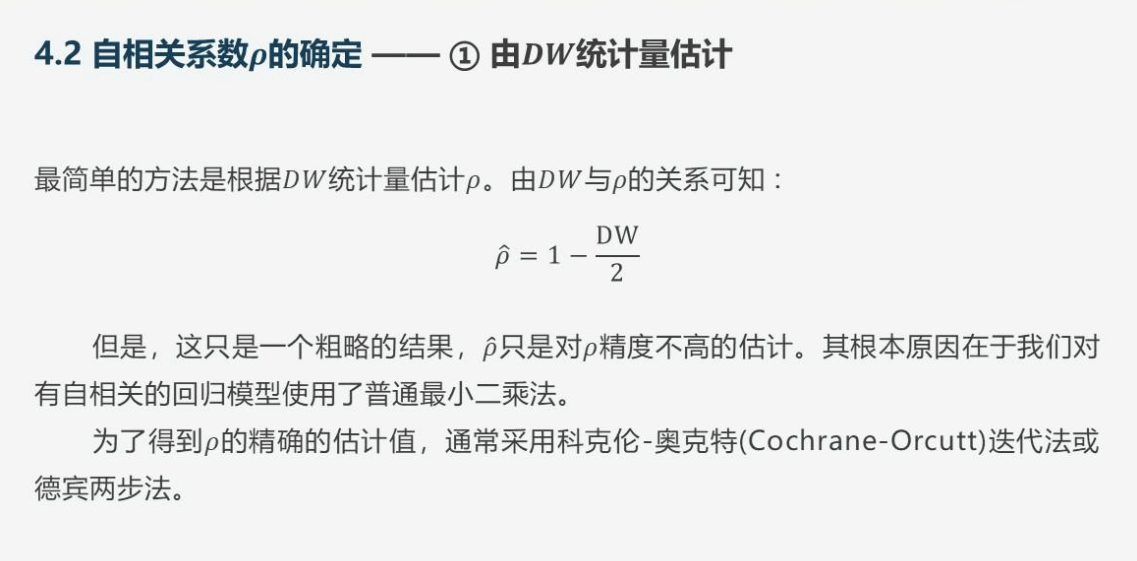 4.2 自相关系数ρ的确定 —— ① 由DW统计量估计
最简单的方法是根据DW统计量估计ρ。由DW与ρ的关系可知：
ρ̂ = 1 − DW/2
但是，这只是一个粗略的结果，ρ̂只是对ρ精度不高的估计。其根本原因在于我们对
有自相关的回归模型使用了普通最小二乘法。
为了得到ρ的精确的估计值，通常采用科克伦-奥克特(Cochrane-Orcutt)迭代法或
德宾两步法。